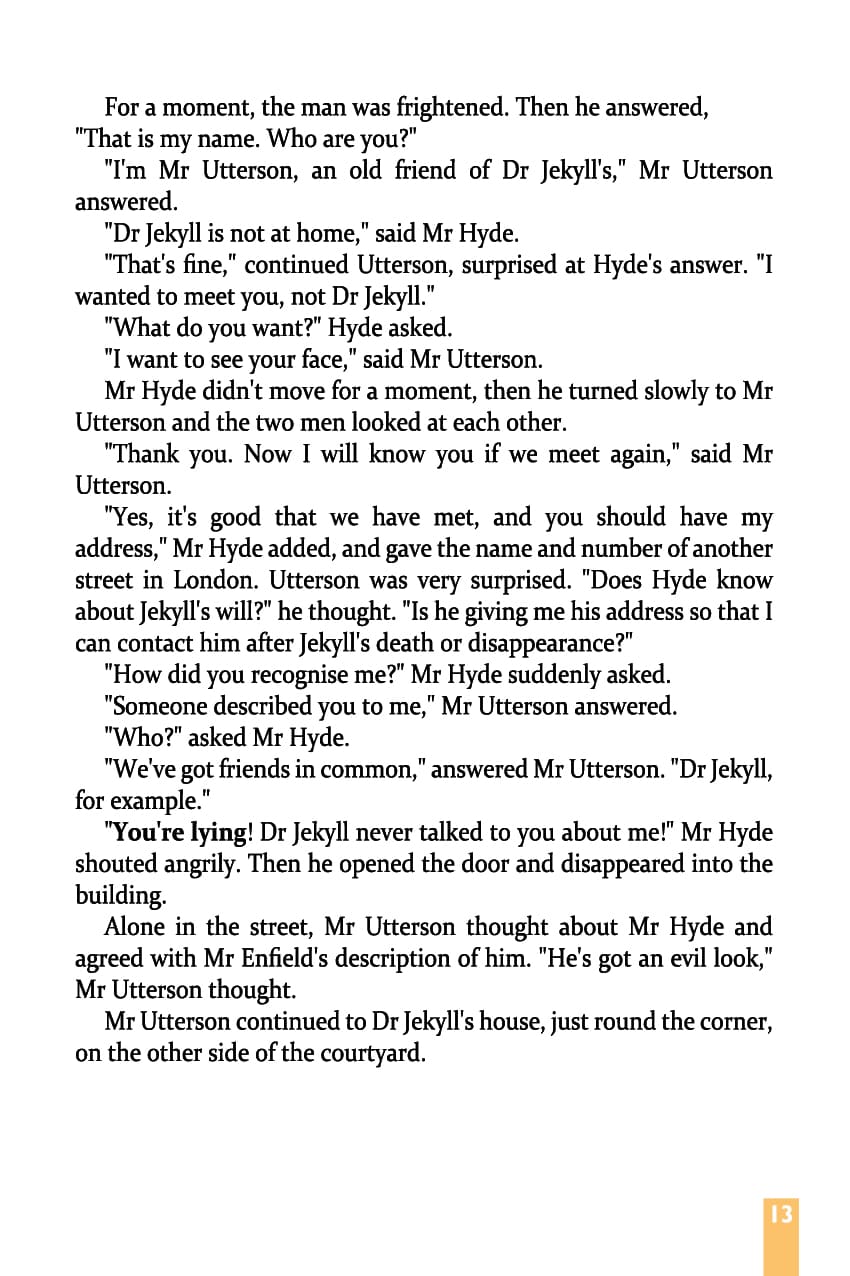 For a moment, the man was frightened. Then he answered,
"That is my name. Who are you?"
"I'm Mr Utterson, an old friend of Dr Jekyll's," Mr Utterson
answered.
"Dr Jekyll is not at home," said Mr Hyde.
"That's fine," continued Utterson, surprised at Hyde's answer. "I
wanted to meet you, not Dr Jekyll."
"What do you want?" Hyde asked.
"I want to see your face," said Mr Utterson.
Mr Hyde didn't move for a moment, then he turned slowly to Mr
Utterson and the two men looked at each other.
"Thank you. Now I will know you if we meet again," said Mr
Utterson.
"Yes, it's good that we have met, and you should have my
address," Mr Hyde added, and gave the name and number of another
street in London. Utterson was very surprised. "Does Hyde know
about Jekyll's will?" he thought. "Is he giving me his address so that I
can contact him after Jekyll's death or disappearance?"
"How did you recognise me?" Mr Hyde suddenly asked.
"Someone described you to me," Mr Utterson answered.
"Who?" asked Mr Hyde.
"We've got friends in common," answered Mr Utterson. "Dr Jekyll,
for example."
"You're lying! Dr Jekyll never talked to you about me!" Mr Hyde
shouted angrily. Then he opened the door and disappeared into the
building.
Alone in the street, Mr Utterson thought about Mr Hyde and
agreed with Mr Enfield's description of him. "He's got an evil look,"
Mr Utterson thought.
Mr Utterson continued to Dr Jekyll's house, just round the corner,
on the other side of the courtyard.
13